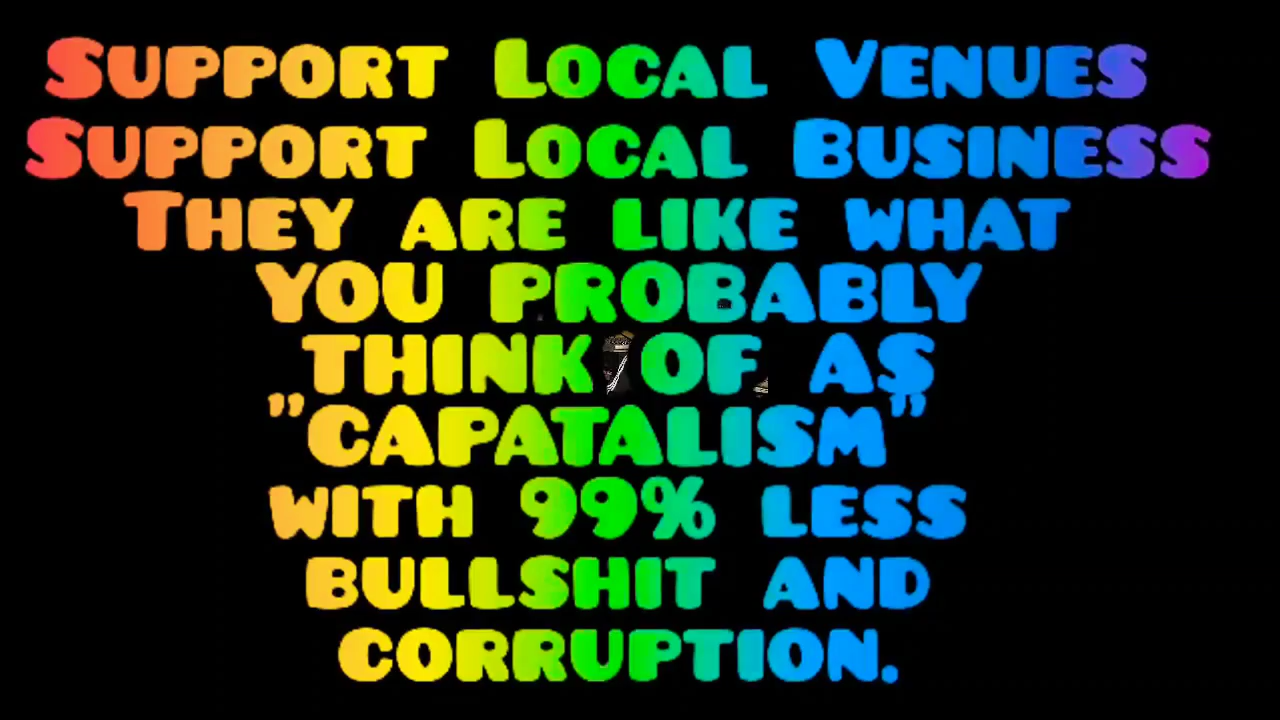 Support Local Venues
Support Local Business
They are like what
you probably
think of as
"capatalism"
with 99% less
bullshit and
corruption.